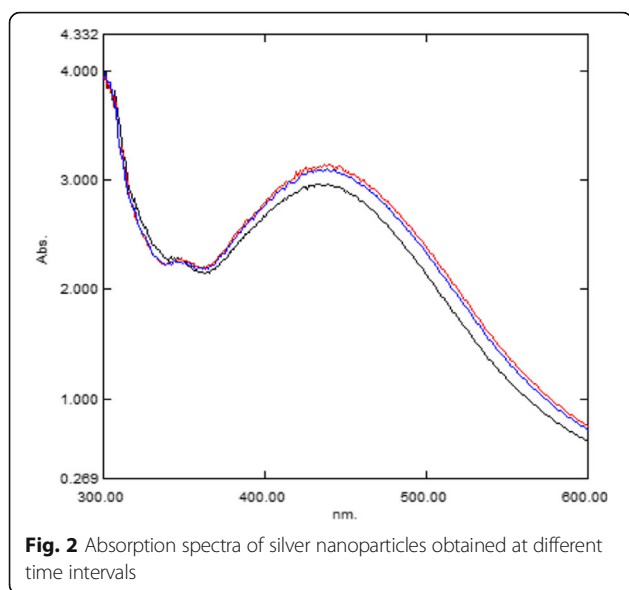 4.332
4.000
3.000
2.000
1.000
0.269
Abs.
300.00 400.00 500.00 600.00
nm.
Fig. 2 Absorption spectra of silver nanoparticles obtained at different
time intervals